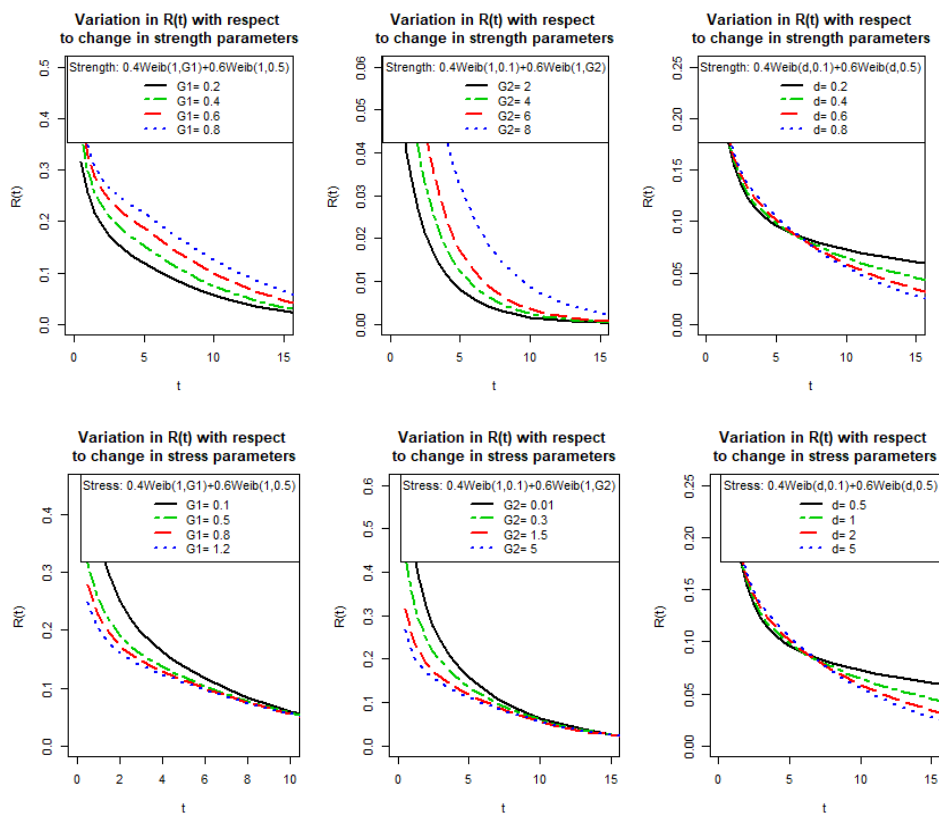 Variation in R(t) with respect
to change in strength parameters
Strength: 0.4Weib(1,G1)+0.6Weib(1,0.5)
G1= 0.2
G1= 0.4
G1= 0.6
G1= 0.8
R(t)
0.0
0.1
0.2
0.3
0.4
0.5
0
5
10
15
t
Variation in R(t) with respect
to change in strength parameters
Strength: 0.4Weib(1,0.1)+0.6Weib(1,G2)
G2= 2
G2= 4
G2= 6
G2= 8
R(t)
0.00
0.01
0.02
0.03
0.04
0.05
0.06
0
5
10
15
t
Variation in R(t) with respect
to change in strength parameters
Strength: 0.4Weib(d,0.1)+0.6Weib(d,0.5)
d= 0.2
d= 0.4
d= 0.6
d= 0.8
R(t)
0.00
0.05
0.10
0.15
0.20
0.25
0
5
10
15
t
Variation in R(t) with respect
to change in stress parameters
Stress: 0.4Weib(1,G1)+0.6Weib(1,0.5)
G1= 0.1
G1= 0.5
G1= 0.8
G1= 1.2
R(t)
0.0
0.1
0.2
0.3
0.4
0
2
4
6
8
10
t
Variation in R(t) with respect
to change in stress parameters
Stress: 0.4Weib(1,0.1)+0.6Weib(1,G2)
G2= 0.01
G2= 0.3
G2= 1.5
G2= 5
R(t)
0.0
0.1
0.2
0.3
0.4
0.5
0.6
0
5
10
15
t
Variation in R(t) with respect
to change in stress parameters
Stress: 0.4Weib(d,0.1)+0.6Weib(d,0.5)
d= 0.5
d= 1
d= 2
d= 5
R(t)
0.00
0.05
0.10
0.15
0.20
0.25
0
5
10
15
t